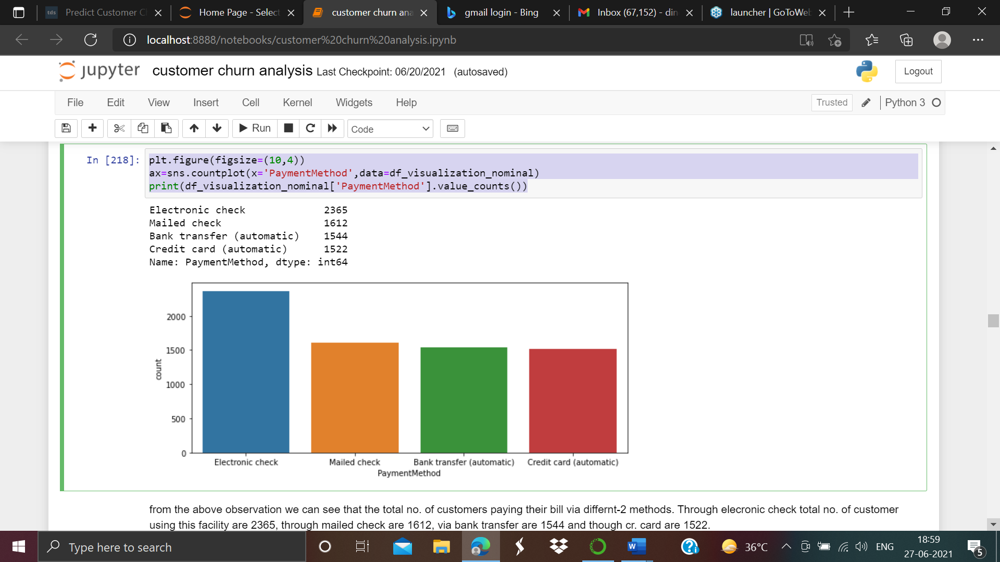 tds Predict Customer C
Home Page - Select
customer churn ana
gmail login - Bing
Inbox (67,152) - din
launcher | GoToWeb
localhost:8888/notebooks/customer%20churn%20analysis.ipynb
jupyter customer churn analysis Last Checkpoint: 06/20/2021 (autosaved)
Logout
File Edit View Insert Cell Kernel Widgets Help
Trusted Python 3
Run Code
In [218]: plt.figure(figsize=(10,4))
ax=sns.countplot(x='PaymentMethod',data=df_visualization_nominal)
print(df_visualization_nominal['PaymentMethod'].value_counts())
Electronic check 2365
Mailed check 1612
Bank transfer (automatic) 1544
Credit card (automatic) 1522
Name: PaymentMethod, dtype: int64
2000
1500
1000
500
0
count
Electronic check Mailed check Bank transfer (automatic) Credit card (automatic)
PaymentMethod
from the above observation we can see that the total no. of customers paying their bill via differnt-2 methods. Through elecronic check total no. of customer
using this facility are 2365, through mailed check are 1612, via bank transfer are 1544 and though cr. card are 1522.
Type here to search
W
36°C
ENG
18:59
27-06-2021
5